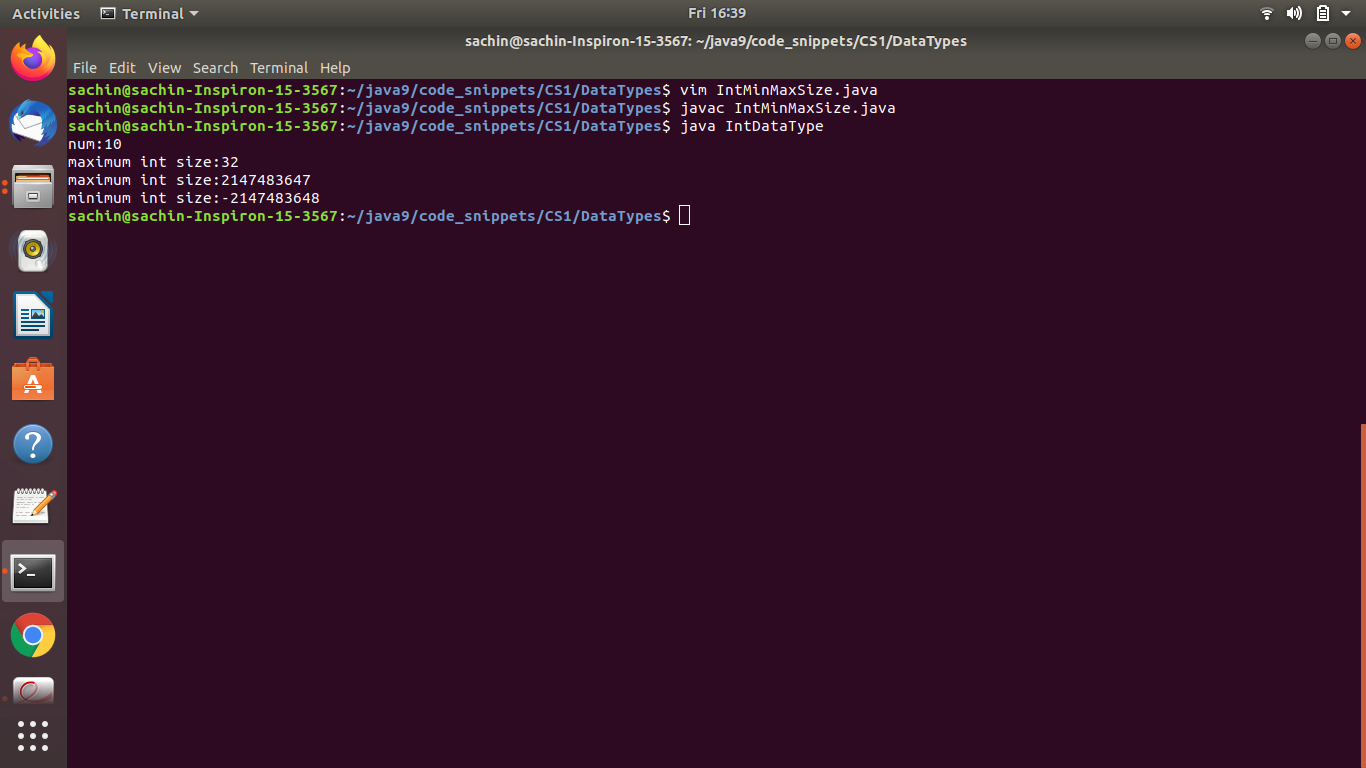 Activities Terminal Fri 16:39
sachin@sachin-Inspiron-15-3567: ~/java9/code_snippets/CS1/DataTypes
File Edit View Search Terminal Help
sachin@sachin-Inspiron-15-3567:~/java9/code_snippets/CS1/DataTypes$ vim IntMinMaxSize.java
sachin@sachin-Inspiron-15-3567:~/java9/code_snippets/CS1/DataTypes$ javac IntMinMaxSize.java
sachin@sachin-Inspiron-15-3567:~/java9/code_snippets/CS1/DataTypes$ java IntDataType
num:10
maximum int size:32
maximum int size:2147483647
minimum int size:-2147483648
sachin@sachin-Inspiron-15-3567:~/java9/code_snippets/CS1/DataTypes$